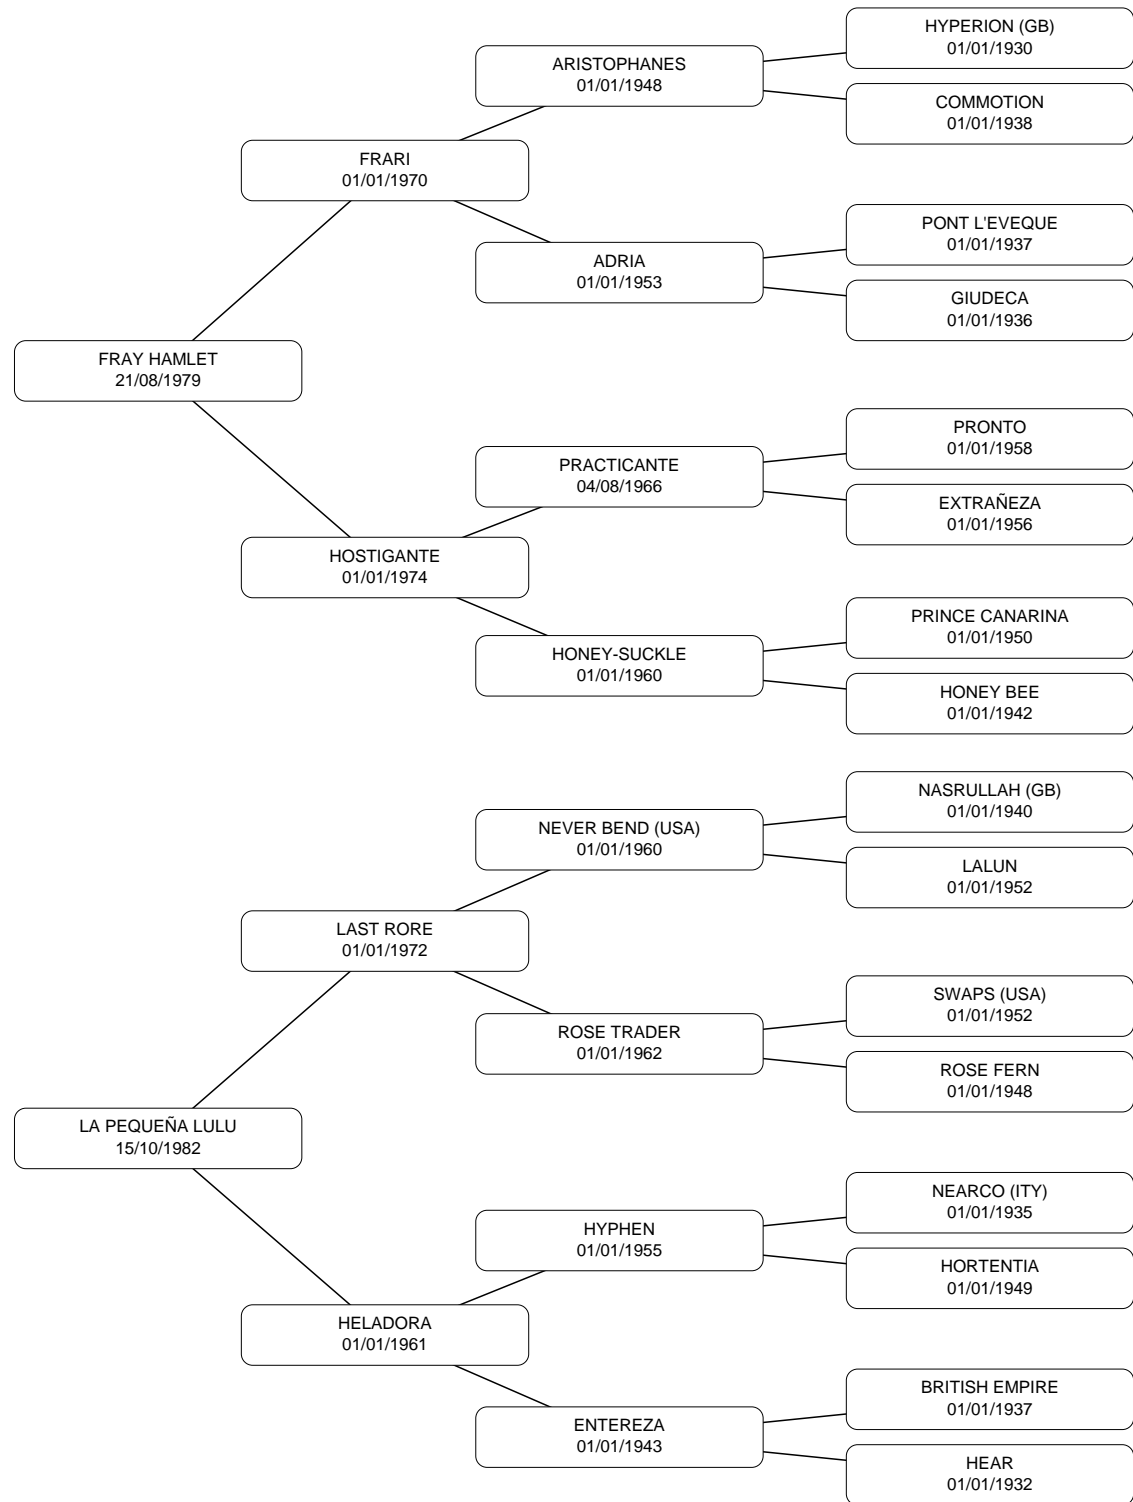 HYPERION (GB)
01/01/1930
ARISTOPHANES
01/01/1948
COMMOTION
01/01/1938
FRARI
01/01/1970
PONT L'EVEQUE
01/01/1937
ADRIA
01/01/1953
GIUDECA
01/01/1936
FRAY HAMLET
21/08/1979
PRONTO
01/01/1958
PRACTICANTE
04/08/1966
EXTRAÑEZA
01/01/1956
HOSTIGANTE
01/01/1974
PRINCE CANARINA
01/01/1950
HONEY-SUCKLE
01/01/1960
HONEY BEE
01/01/1942
NASRULLAH (GB)
01/01/1940
NEVER BEND (USA)
01/01/1960
LALUN
01/01/1952
LAST RORE
01/01/1972
SWAPS (USA)
01/01/1952
ROSE TRADER
01/01/1962
ROSE FERN
01/01/1948
LA PEQUEÑA LULU
15/10/1982
NEARCO (ITY)
01/01/1935
HYPHEN
01/01/1955
HORTENTIA
01/01/1949
HELADORA
01/01/1961
BRITISH EMPIRE
01/01/1937
ENTEREZA
01/01/1943
HEAR
01/01/1932